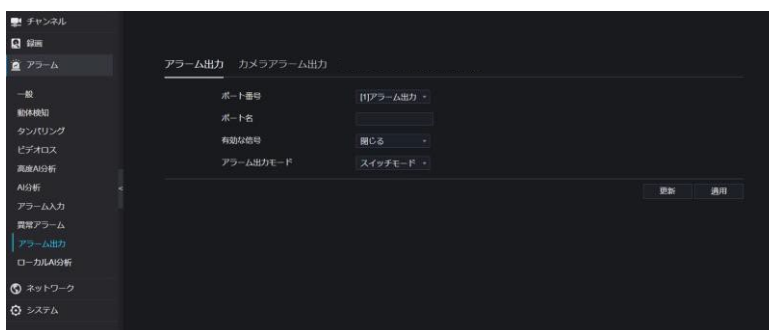 チャンネル
録画
アラーム
一般
動体検知
タンパリング
ビデオロス
高度AI分析
AI分析
アラーム入力
異常アラーム
アラーム出力
ローカルAI分析
ネットワーク
システム
アラーム出力 カメラアラーム出力
ポート番号 [1]アラーム出力
ポート名
有効な信号 閉じる
アラーム出力モード スイッチモード
更新 適用